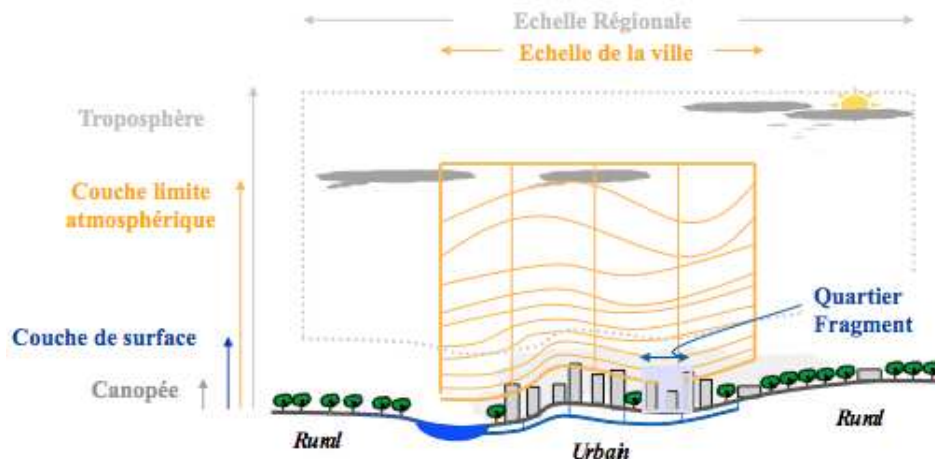 Echelle Régionale
Echelle de la ville
Troposphère
Couche limite
atmosphérique
Quartier
Fragment
Couche de surface
Canopée
Rural
Urbain
Rural